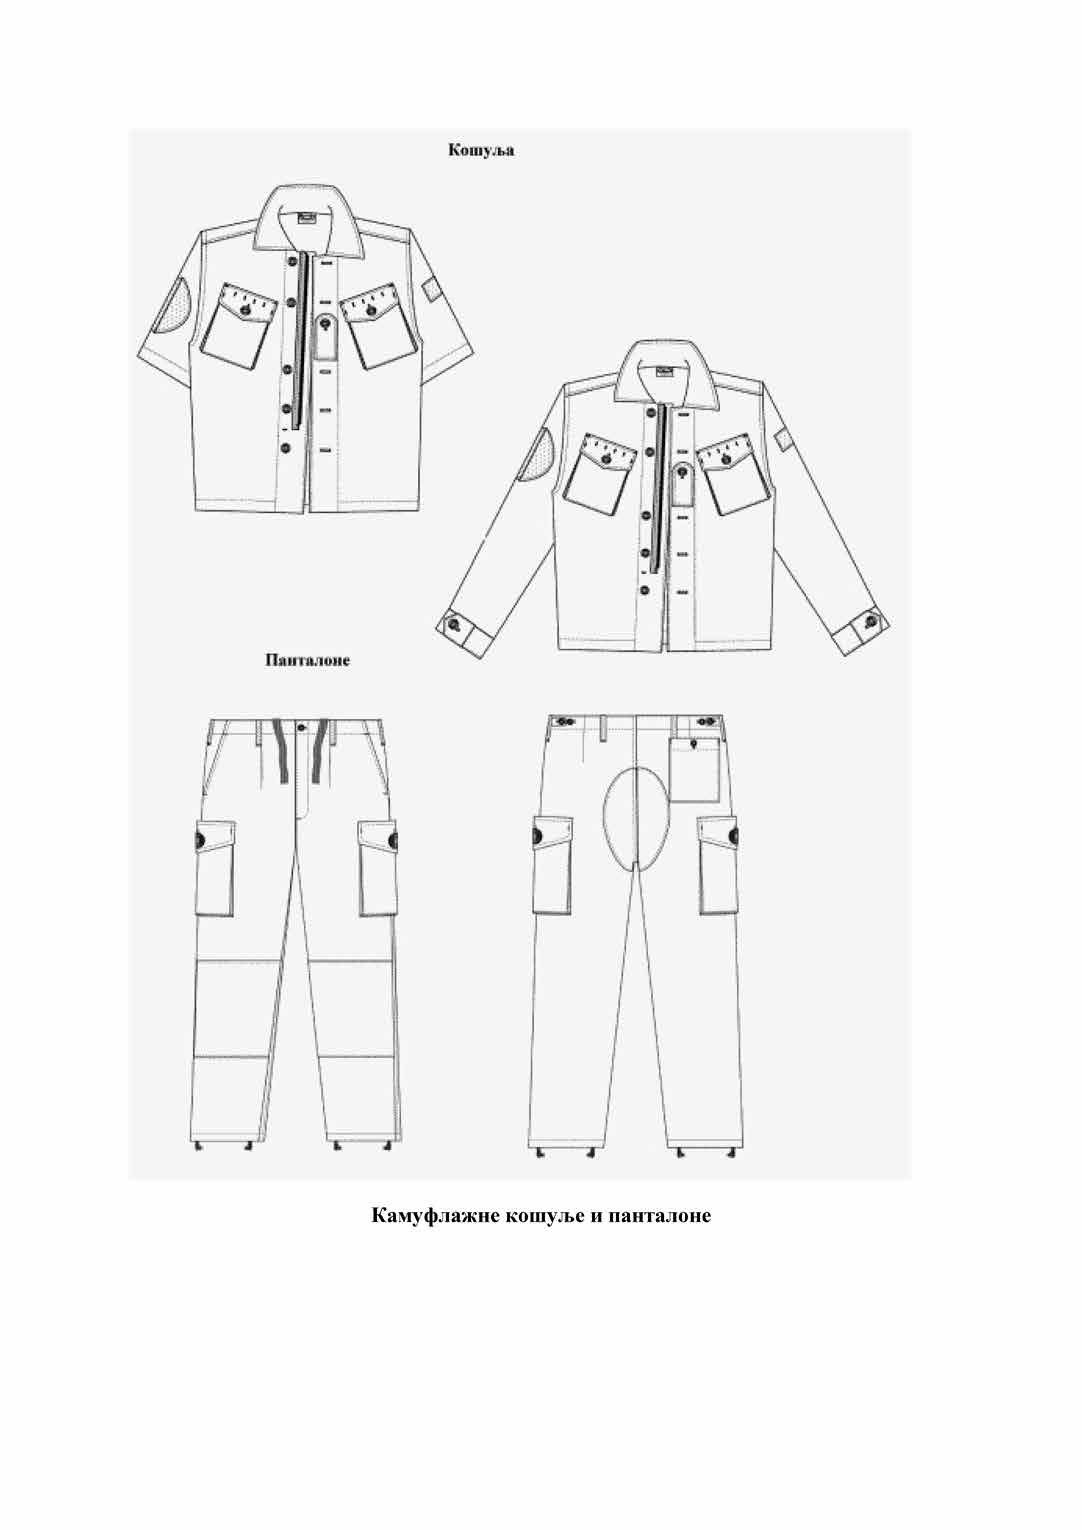 Кошуља
Панталоне
Камуфлажне кошуље и панталоне